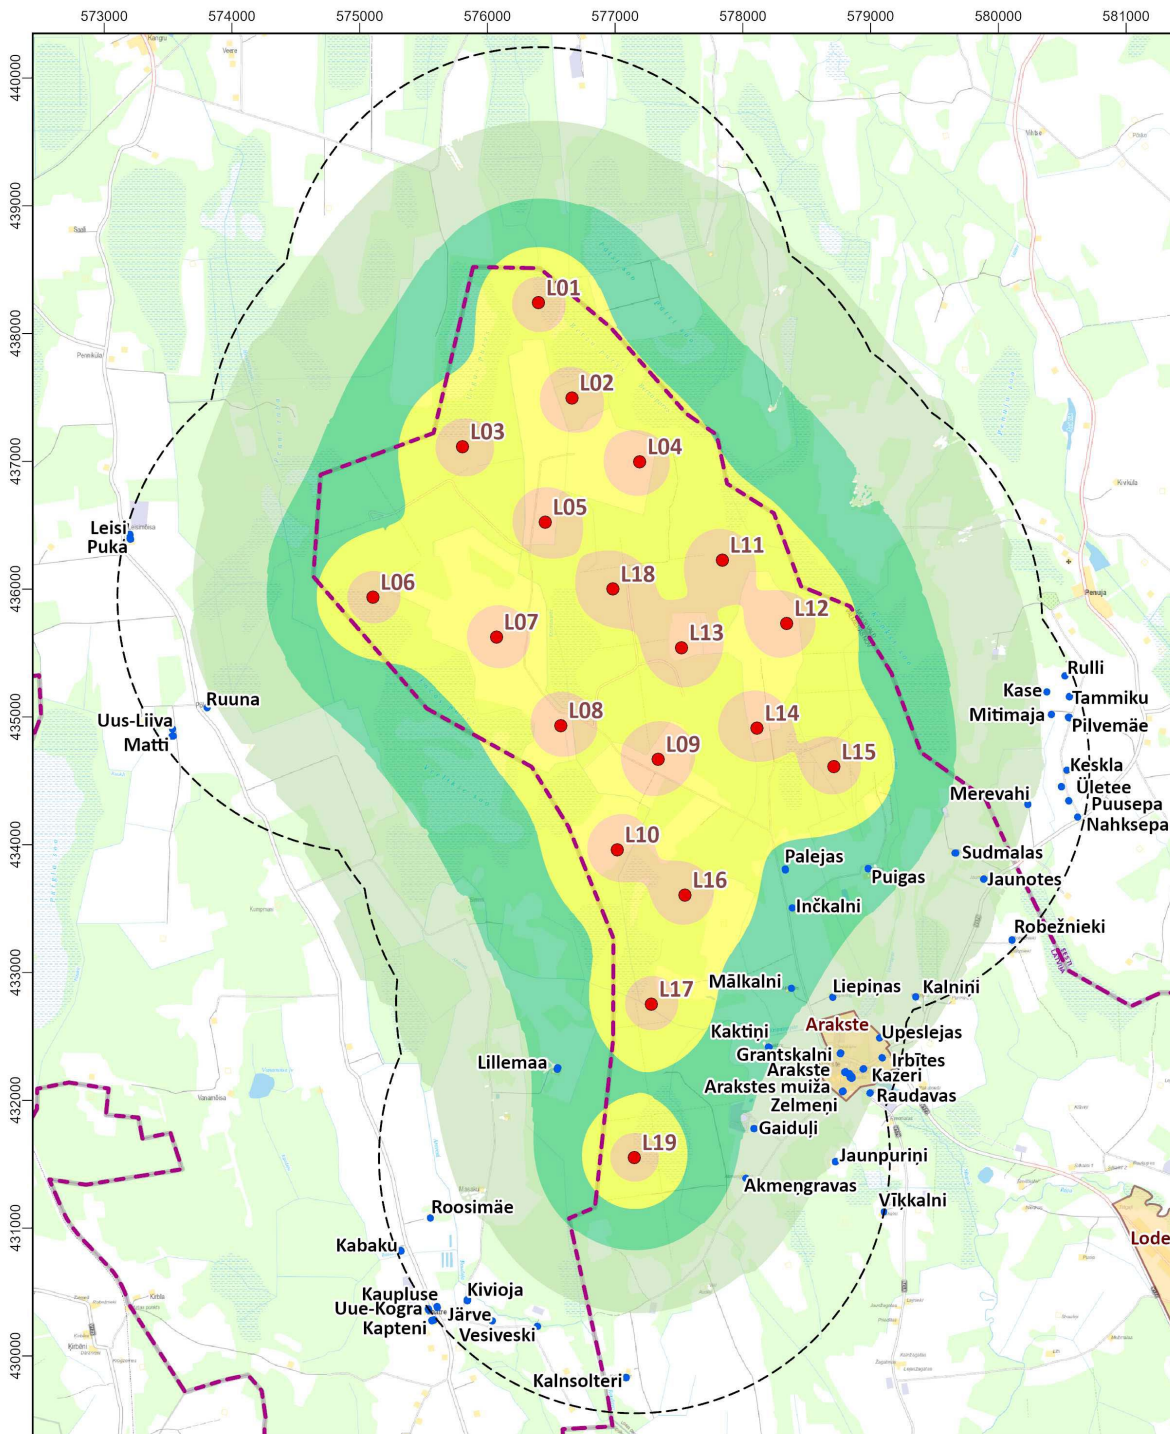 573000 574000 575000 576000 577000 578000 579000 580000 581000
440000
439000
438000
437000
436000
435000
434000
433000
432000
431000
430000
L01
L02
L03
L04
L05
L11
L06
L18
L12
L07
L13
L08
L14
L09
L15
L10
L16
L17
L19
Leisi
Puka
Ruuna
Uus-Liiva
Matti
Rulli
Kase
Tammiku
Mitimaja
Pilvemäe
Keskla
Ületee
Merevahi
Puusepa
Nahksepa
Palejas
Sudmalas
Puigas
Jaunotes
Inčkalni
Robežnieki
Mālkalni
Liepiņas
Kalniņi
Arakste
Kaktiņi
Upeslejas
Grantskalni
Irbītes
Arakste
Kažeri
Arakstes muiža
Raudavas
Zelmeņi
Lillemaa
Gaiduļi
Jaunpuriņi
Akmeņgravas
Vīkkalni
Roosimäe
Kabaku
Lode
Kivioja
Kaupluse
Uue-Kogra
Järve
Kapteni
Vesiveski
Kalnsolteri
Penuja
EESTI
LATVIJA